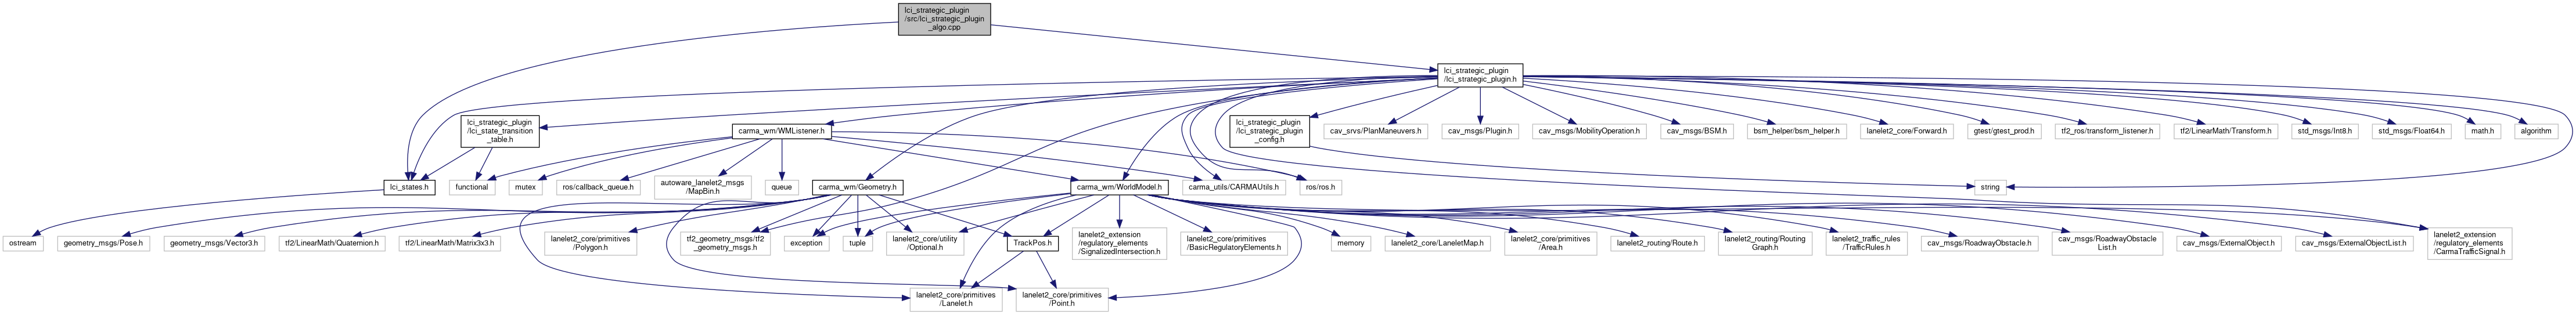 lci_strategic_plugin
/src/lci_strategic_plugin
_algo.cpp
lci_strategic_plugin
/lci_strategic_plugin.h
lci_strategic_plugin
/lci_state_transition
_table.h
carma_wm/WMListener.h
lci_strategic_plugin
/lci_strategic_plugin
_config.h
cav_srvs/PlanManeuvers.h
cav_msgs/Plugin.h
cav_msgs/MobilityOperation.h
cav_msgs/BSM.h
bsm_helper/bsm_helper.h
lanelet2_core/Forward.h
gtest/gtest_prod.h
tf2_ros/transform_listener.h
tf2/LinearMath/Transform.h
std_msgs/Int8.h
std_msgs/Float64.h
math.h
algorithm
lci_states.h
functional
mutex
ros/callback_queue.h
autoware_lanelet2_msgs
/MapBin.h
queue
carma_wm/Geometry.h
carma_wm/WorldModel.h
carma_utils/CARMAUtils.h
ros/ros.h
string
ostream
geometry_msgs/Pose.h
geometry_msgs/Vector3.h
tf2/LinearMath/Quaternion.h
tf2/LinearMath/Matrix3x3.h
lanelet2_core/primitives
/Polygon.h
tf2_geometry_msgs/tf2
_geometry_msgs.h
exception
tuple
lanelet2_core/utility
/Optional.h
TrackPos.h
lanelet2_extension
/regulatory_elements
/SignalizedIntersection.h
lanelet2_core/primitives
/BasicRegulatoryElements.h
memory
lanelet2_core/LaneletMap.h
lanelet2_core/primitives
/Area.h
lanelet2_routing/Route.h
lanelet2_routing/Routing
Graph.h
lanelet2_traffic_rules
/TrafficRules.h
cav_msgs/RoadwayObstacle.h
cav_msgs/RoadwayObstacle
List.h
cav_msgs/ExternalObject.h
cav_msgs/ExternalObjectList.h
lanelet2_extension
/regulatory_elements
/CarmaTrafficSignal.h
lanelet2_core/primitives
/Lanelet.h
lanelet2_core/primitives
/Point.h